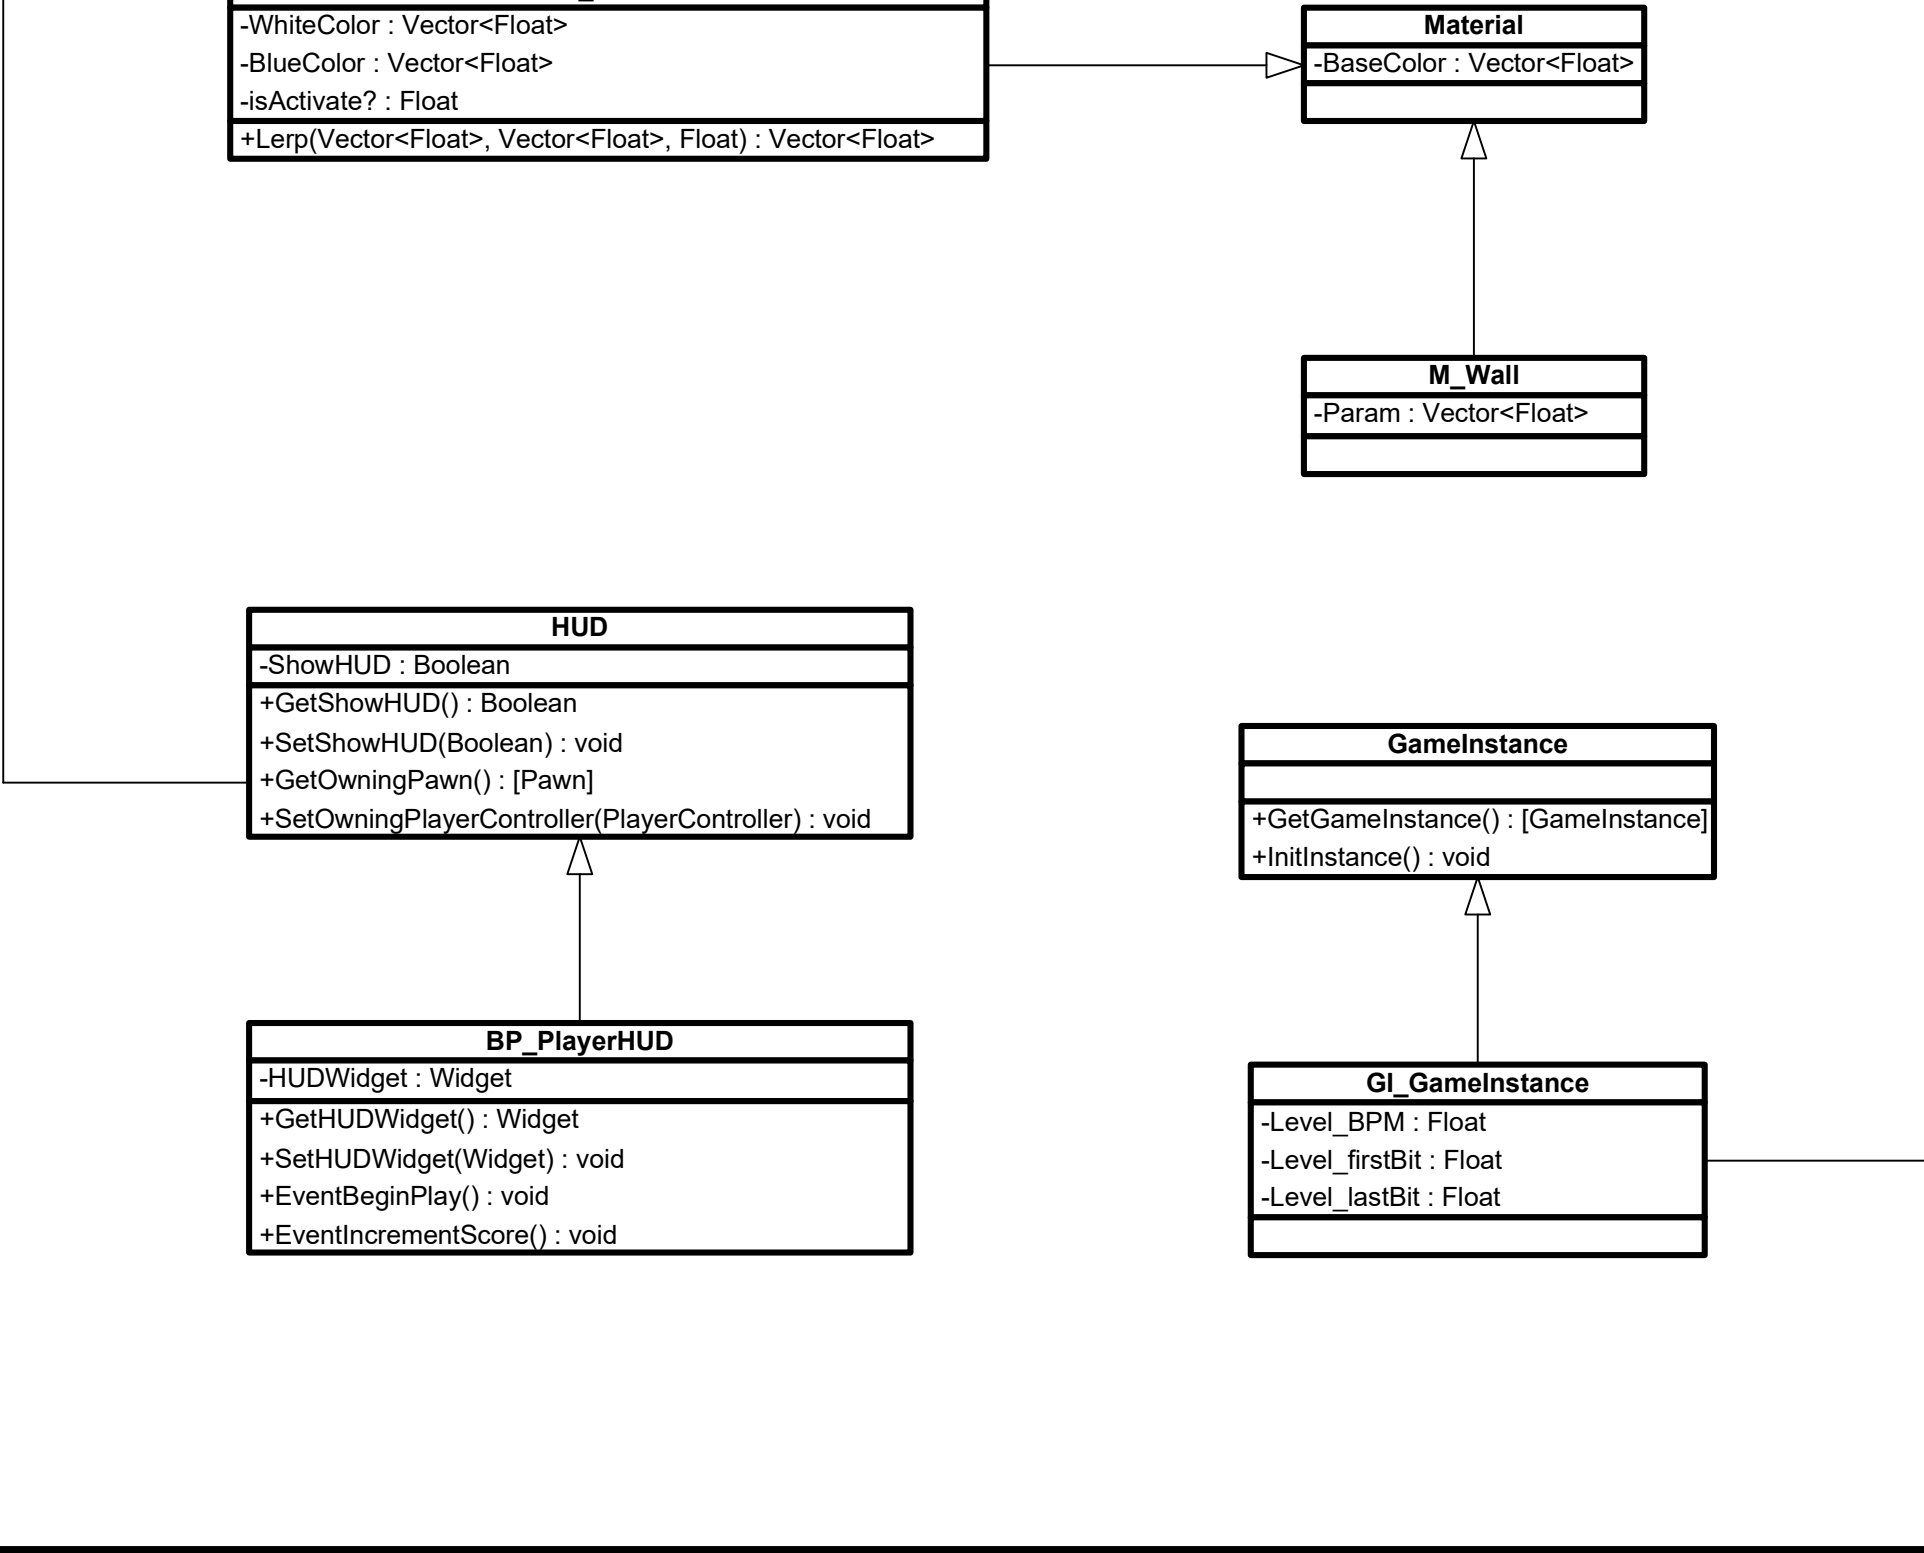 -WhiteColor : Vector<Float>
-BlueColor : Vector<Float>
-isActivate? : Float
+Lerp(Vector<Float>, Vector<Float>, Float) : Vector<Float>
Material
-BaseColor : Vector<Float>
M_Wall
-Param : Vector<Float>
HUD
-ShowHUD : Boolean
+GetShowHUD() : Boolean
+SetShowHUD(Boolean) : void
+GetOwningPawn() : [Pawn]
+SetOwningPlayerController(PlayerController) : void
GameInstance
+GetGameInstance() : [GameInstance]
+InitInstance() : void
BP_PlayerHUD
-HUDWidget : Widget
+GetHUDWidget() : Widget
+SetHUDWidget(Widget) : void
+EventBeginPlay() : void
+EventIncrementScore() : void
GI_GameInstance
-Level_BPM : Float
-Level_firstBit : Float
-Level_lastBit : Float